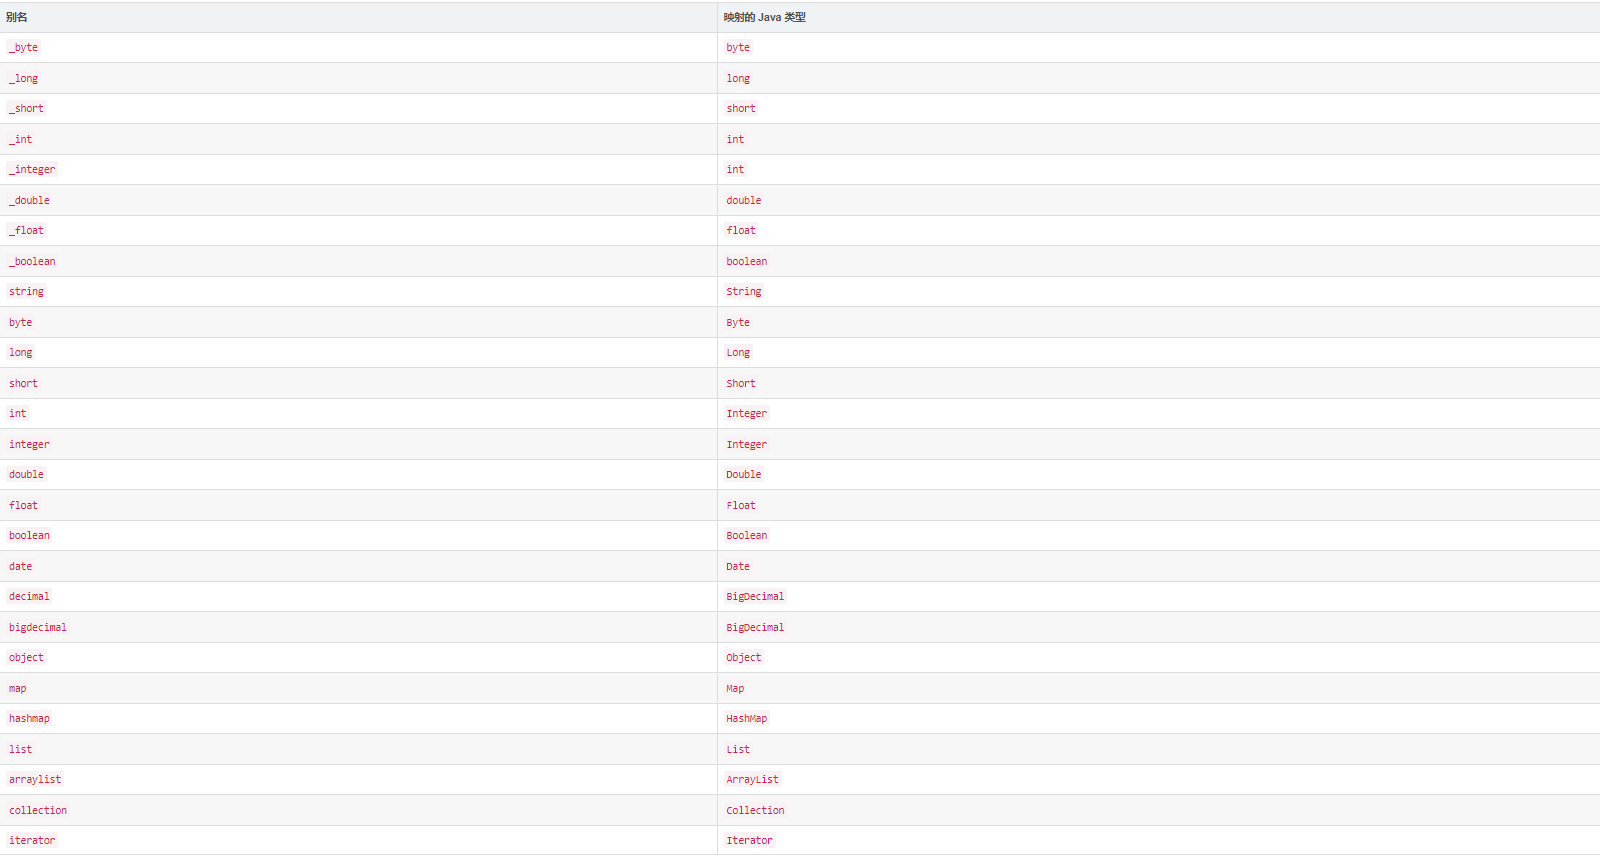 别名 映射的 Java 类型
_byte byte
_long long
_short short
_int int
_integer int
_double double
_float float
_boolean boolean
string String
byte Byte
long Long
short Short
int Integer
integer Integer
double Double
float Float
boolean Boolean
date Date
decimal BigDecimal
bigdecimal BigDecimal
object Object
map Map
hashmap HashMap
list List
arraylist ArrayList
collection Collection
iterator Iterator